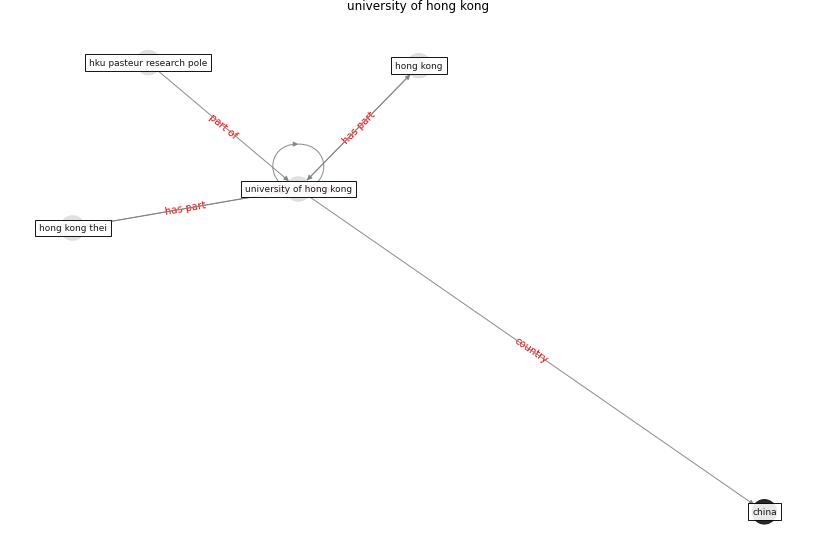 university of hong kong
hku pasteur research pole
hong kong
part of
has part
university of hong kong
has part
hong kong thei
country
china